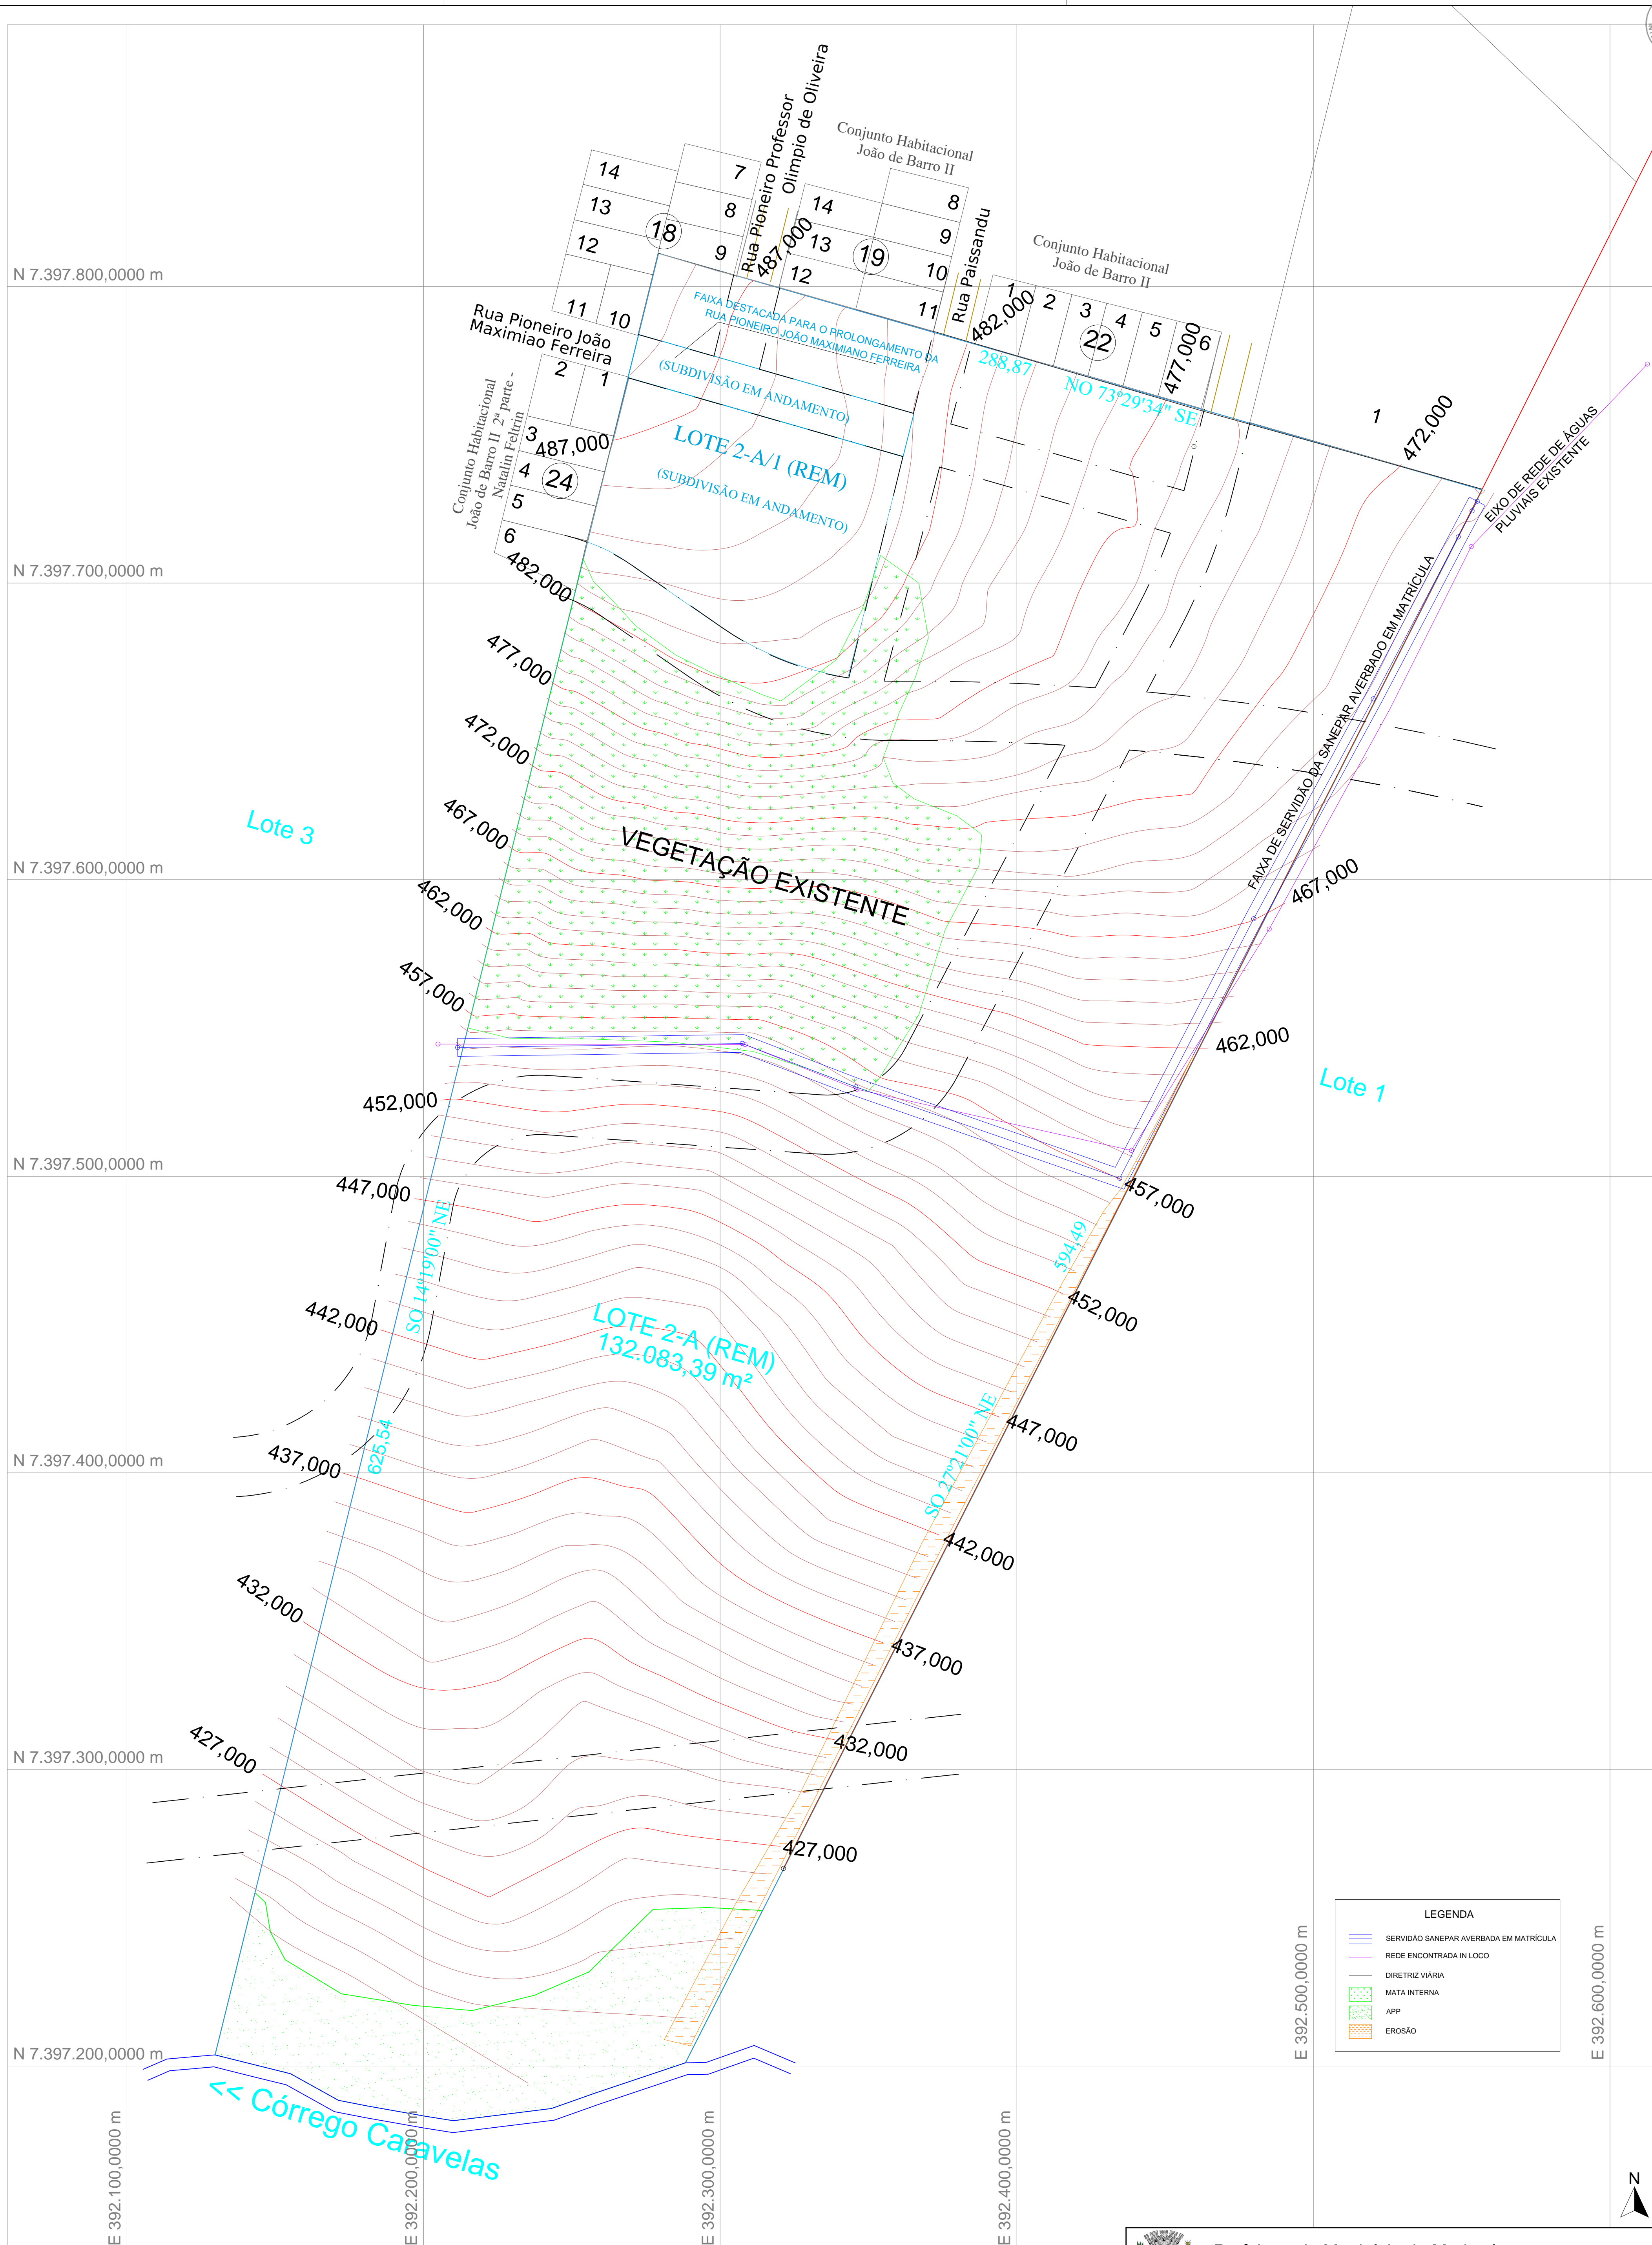 Rua Pioneiro Professor
Olimpio de Oliveira
Conjunto Habitacional
João de Barro II
14
13
12
11
10
7
8
9
18
487,000
14
13
12
19
8
9
10
11
Rua Paissandu
482,000
Conjunto Habitacional
João de Barro II
1
2
3
4
5
6
22
477,000
N 7.397.800,0000 m
Rua Pioneiro João
Maximiao Ferreira
FAIXA DESTACADA PARA O PROLONGAMENTO DA
RUA PIONEIRO JOÃO MAXIMIANO FERREIRA
(SUBDIVISÃO EM ANDAMENTO)
288,87
NO 73°29'34" SE
1
472,000
EIXO DE REDE DE ÁGUAS
PLUVIAIS EXISTENTE
Conjunto Habitacional
João de Barro II 2ª parte -
Natalin Feltrin
2
1
3
4
5
6
24
487,000
LOTE 2-A/1 (REM)
(SUBDIVISÃO EM ANDAMENTO)
N 7.397.700,0000 m
482,000
477,000
472,000
467,000
462,000
457,000
FAIXA DE SERVIDÃO DA SANEPAR AVERBADO EM MATRÍCULA
Lote 3
VEGETAÇÃO EXISTENTE
N 7.397.600,0000 m
467,000
462,000
Lote 1
452,000
N 7.397.500,0000 m
457,000
447,000
SO 14°19'00" NE
594,49
452,000
442,000
LOTE 2-A (REM)
132.083,39 m²
625,54
SO 27°21'00" NE
447,000
N 7.397.400,0000 m
437,000
442,000
432,000
437,000
427,000
432,000
N 7.397.300,0000 m
427,000
LEGENDA
SERVIDÃO SANEPAR AVERBADA EM MATRÍCULA
REDE ENCONTRADA IN LOCO
DIRETRIZ VIÁRIA
MATA INTERNA
APP
EROSÃO
N 7.397.200,0000 m
<< Córrego Caravelas
E 392.100,0000 m
E 392.200,0000 m
E 392.300,0000 m
E 392.400,0000 m
E 392.500,0000 m
E 392.600,0000 m
N